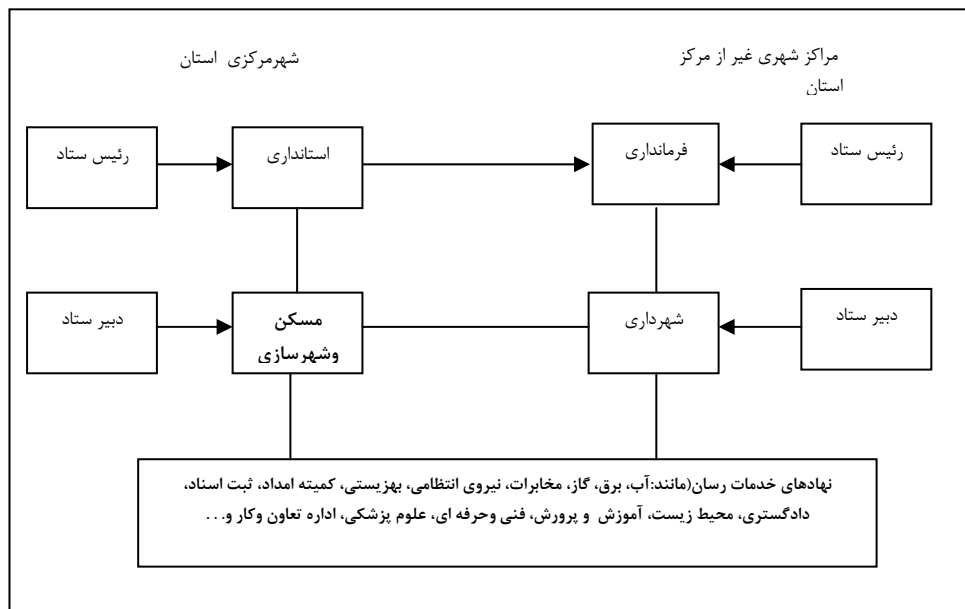 مراکز شهری غیر از مرکز
استان
شهرمرکزی استان
رئیس ستاد
فرمانداری
استانداری
رئیس ستاد
دبیر ستاد
شهرداری
مسکن
وشهرسازی
دبیر ستاد
نهادهای خدمات رسان(مانند:آب، برق، گاز، مخابرات، نیروی انتظامی، بهزیستی، کمیته امداد، ثبت اسناد،
دادگستری، محیط زیست، آموزش و پرورش، فنی وحرفه ای، علوم پزشکی، اداره تعاون وکار و...